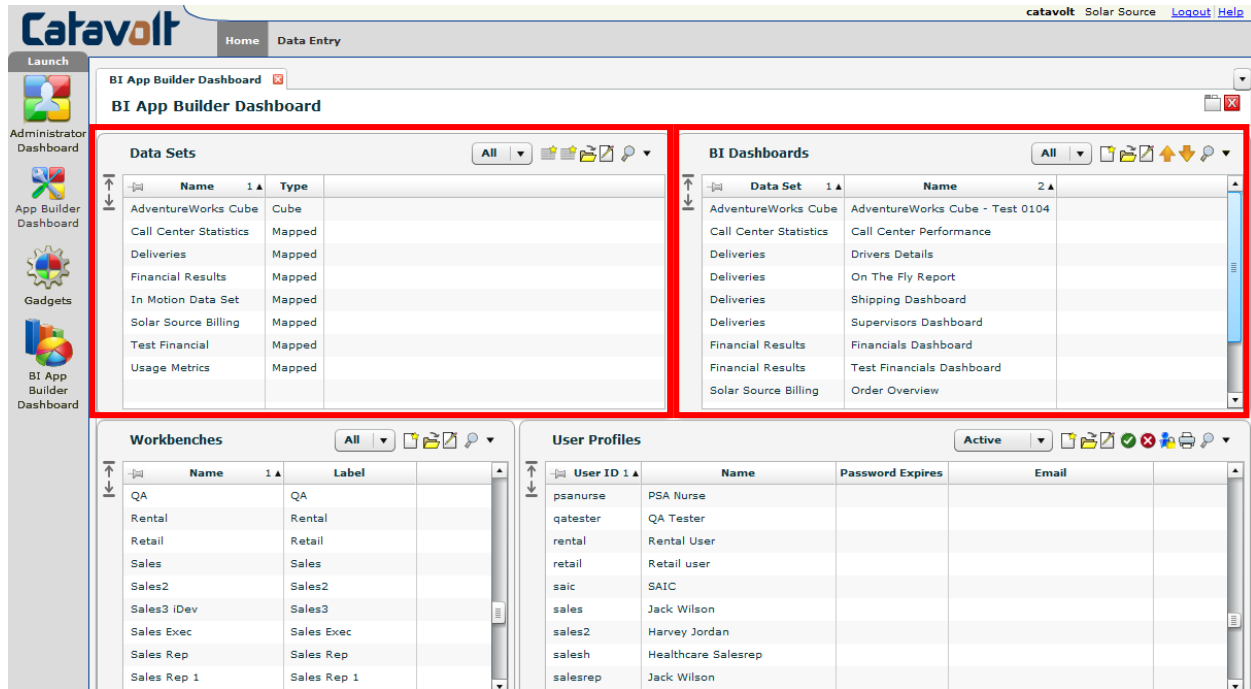 Catavolt
catavolt Solar Source Logout Help
Home Data Entry
Launch
Administrator
Dashboard
App Builder
Dashboard
Gadgets
BI App
Builder
Dashboard
BI App Builder Dashboard
BI App Builder Dashboard
Data Sets All
Name 1 Type
AdventureWorks Cube Cube
Call Center Statistics Mapped
Deliveries Mapped
Financial Results Mapped
In Motion Data Set Mapped
Solar Source Billing Mapped
Test Financial Mapped
Usage Metrics Mapped
BI Dashboards All
Data Set 1 Name 2
AdventureWorks Cube AdventureWorks Cube - Test 0104
Call Center Statistics Call Center Performance
Deliveries Drivers Details
Deliveries On The Fly Report
Deliveries Shipping Dashboard
Deliveries Supervisors Dashboard
Financial Results Financials Dashboard
Financial Results Test Financials Dashboard
Solar Source Billing Order Overview
Workbenches All
Name 1 Label
QA QA
Rental Rental
Retail Retail
Sales Sales
Sales2 Sales2
Sales3 iDev Sales3
Sales Exec Sales Exec
Sales Rep Sales Rep
Sales Rep 1 Sales Rep 1
User Profiles Active
User ID 1 Name Password Expires Email
psanurse PSA Nurse
qatester QA Tester
rental Rental User
retail Retail user
saic SAIC
sales Jack Wilson
sales2 Harvey Jordan
salesh Healthcare Salesrep
salesrep Jack Wilson